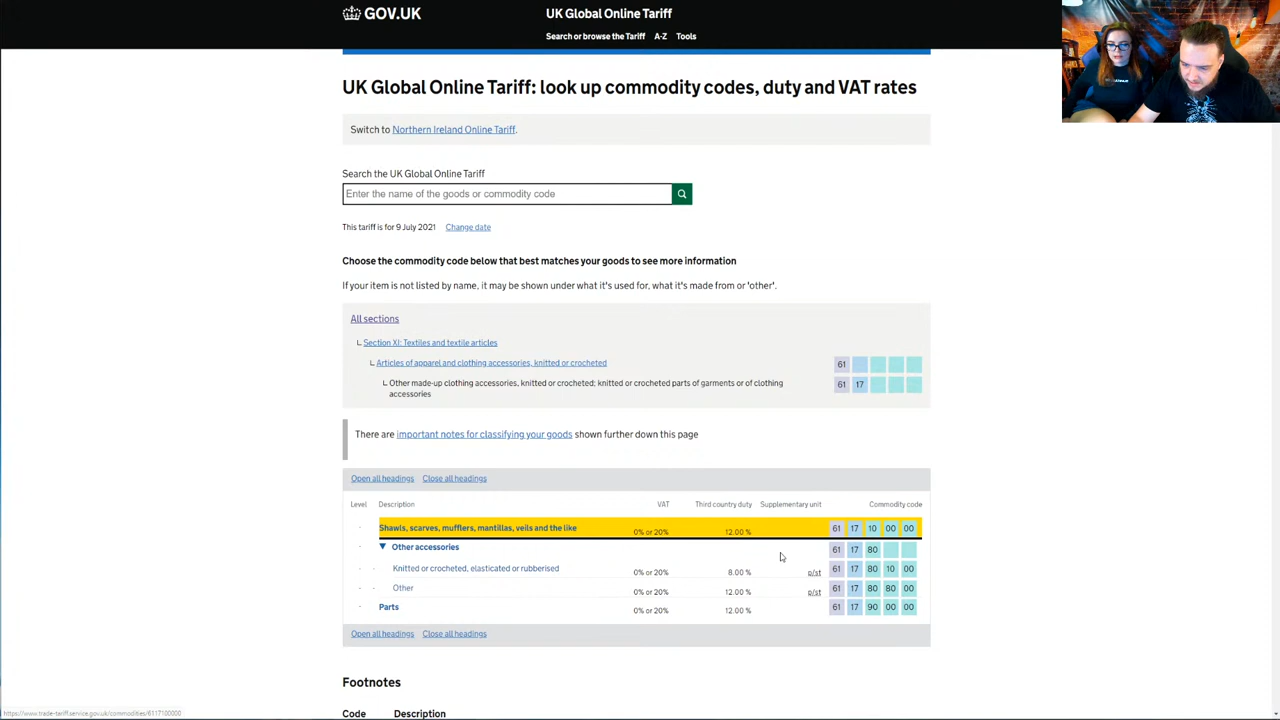 GOV.UK
UK Global Online Tariff
Search or browse the Tariff A-Z Tools
UK Global Online Tariff: look up commodity codes, duty and VAT rates
Switch to Northern Ireland Online Tariff.
Search the UK Global Online Tariff
Enter the name of the goods or commodity code
This tariff is for 9 July 2021 Change date
Choose the commodity code below that best matches your goods to see more information
If your item is not listed by name, it may be shown under what it's used for, what it's made from or 'other'.
All sections
Section XI: Textiles and textile articles
Articles of apparel and clothing accessories, knitted or crocheted 61
Other made-up clothing accessories, knitted or crocheted; knitted or crocheted parts of garments or of clothing 61 17
accessories
There are important notes for classifying your goods shown further down this page
Open all headings Close all headings
Level Description VAT Third country duty Supplementary unit Commodity code
Shawls, scarves, mufflers, mantillas, veils and the like 0% or 20% 12.00 % 61 17 10 00 00
Other accessories 61 17 80
Knitted or crocheted, elasticated or rubberised 0% or 20% 8.00 % p/st 61 17 80 10 00
Other 0% or 20% 12.00 % p/st 61 17 80 80 00
Parts 0% or 20% 12.00 % 61 17 90 00 00
Open all headings Close all headings
Footnotes
Code Description
https://www.trade-tariff.service.gov.uk/commodities/6117100000